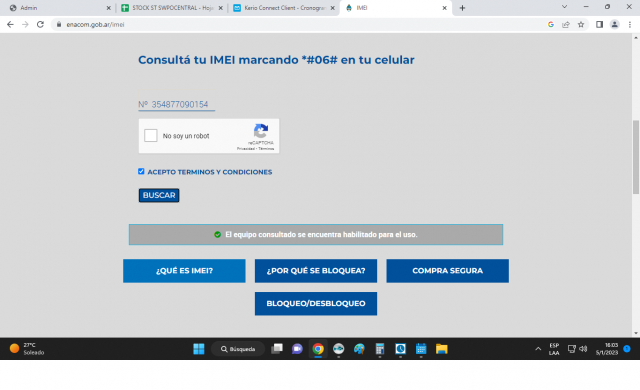 Admin
STOCK ST SWPOCENTRAL - Hoja
Kerio Connect Client - Cronogra
IMEI
enacom.gob.ar/imei
Consultá tu IMEI marcando *#06# en tu celular
Nº 354877090154
No soy un robot
reCAPTCHA
Privacidad - Términos
ACEPTO TERMINOS Y CONDICIONES
BUSCAR
El equipo consultado se encuentra habilitado para el uso.
¿QUÉ ES IMEI?
¿POR QUÉ SE BLOQUEA?
COMPRA SEGURA
BLOQUEO/DESBLOQUEO
27°C
Soleado
Búsqueda
ESP
LAA
16:03
5/1/2023